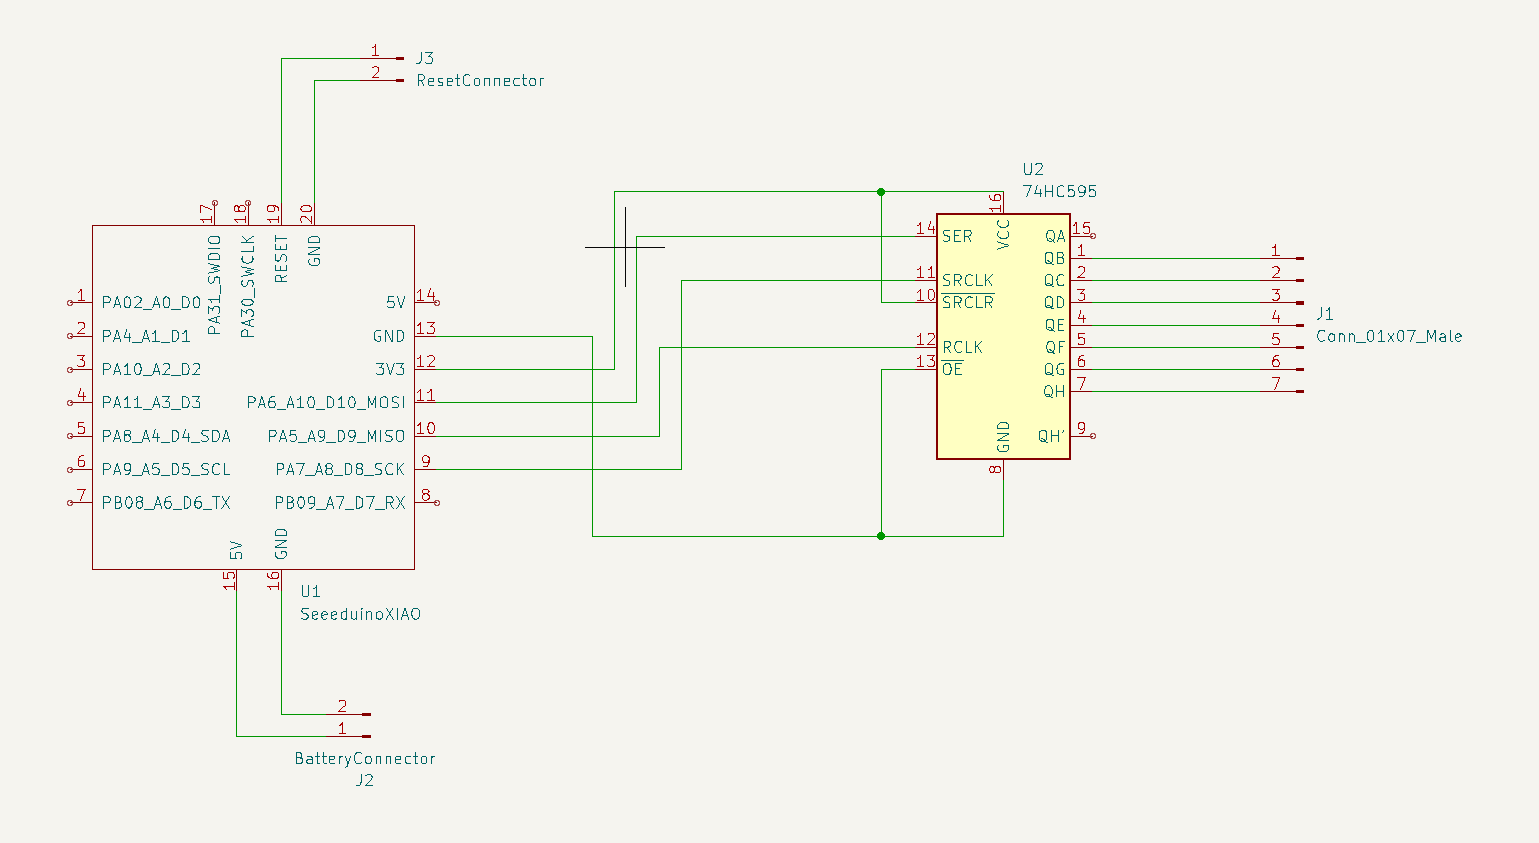 1
J3
2
ResetConnector
17
18
19
20
PA31_SWDIO
PA30_SWCLK
RESET
GND
1
PA02_A0_D0
5V
14
2
PA4_A1_D1
GND
13
3
PA10_A2_D2
3V3
12
4
PA11_A3_D3
PA6_A10_D10_MOSI
11
5
PA8_A4_D4_SDA
PA5_A9_D9_MISO
10
6
PA9_A5_D5_SCL
PA7_A8_D8_SCK
9
7
PB08_A6_D6_TX
PB09_A7_D7_RX
8
5V
GND
15
16
U1
SeeeduinoXIAO
2
1
BatteryConnector
J2
U2
74HC595
16
VCC
14
SER
QA
15
QB
1
11
SRCLK
QC
2
10
SRCLR
QD
3
QE
4
12
RCLK
QF
5
13
OE
QG
6
QH
7
GND
QH'
9
8
1
2
3
J1
4
Conn_01x07_Male
5
6
7